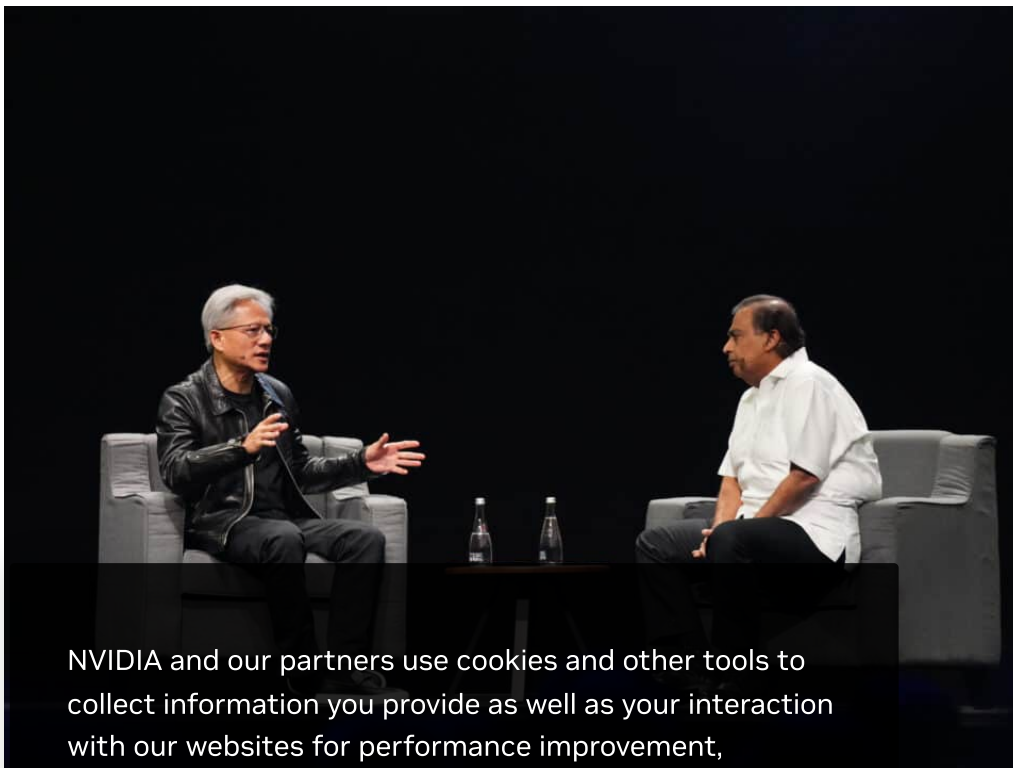 NVIDIA and our partners use cookies and other tools to
collect information you provide as well as your interaction
with our websites for performance improvement,